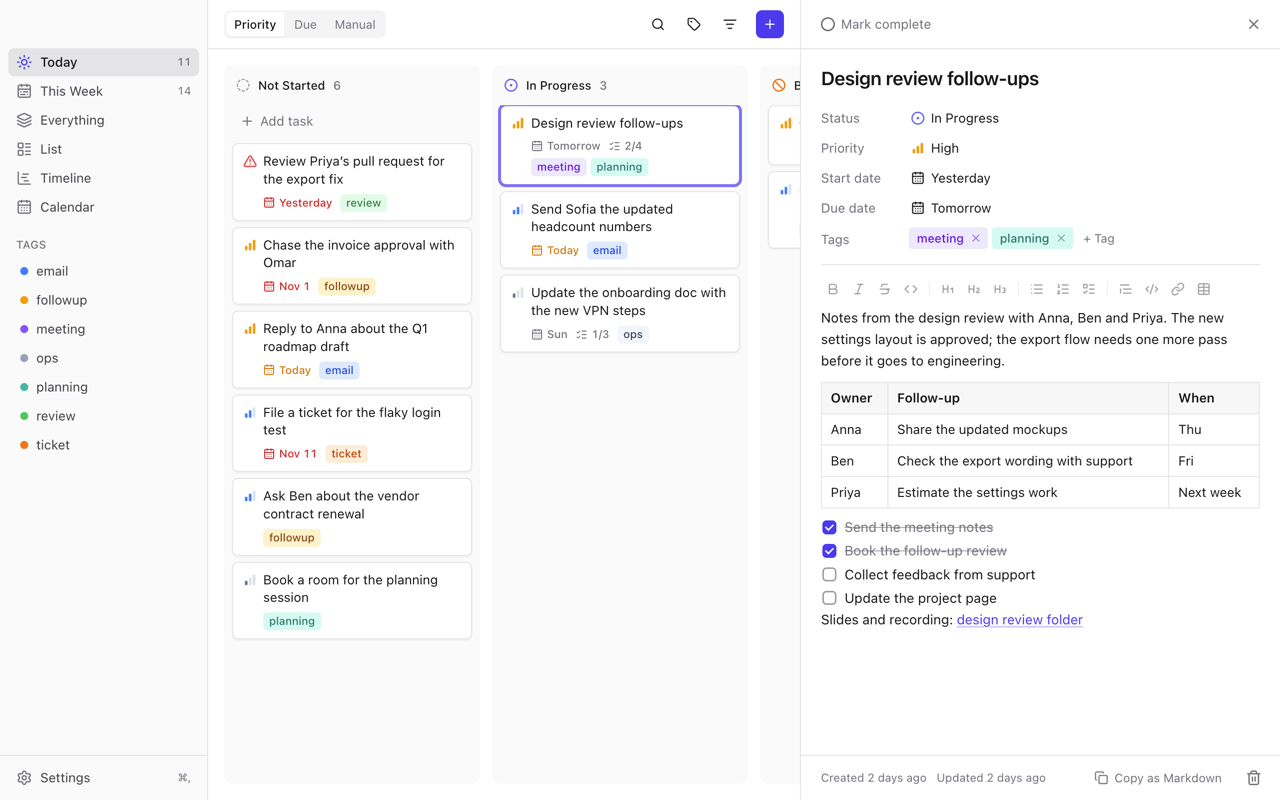 Today 11
This Week 14
Everything
List
Timeline
Calendar
TAGS
email
followup
meeting
ops
planning
review
ticket
Settings ⌘,
Priority Due Manual
Not Started 6
Add task
Review Priya's pull request for
the export fix
Yesterday review
Chase the invoice approval with
Omar
Nov 1 followup
Reply to Anna about the Q1
roadmap draft
Today email
File a ticket for the flaky login
test
Nov 11 ticket
Ask Ben about the vendor
contract renewal
followup
Book a room for the planning
session
planning
In Progress 3
Design review follow-ups
Tomorrow 2/4
meeting planning
Send Sofia the updated
headcount numbers
Today email
Update the onboarding doc with
the new VPN steps
Sun 1/3 ops
Mark complete
Design review follow-ups
Status In Progress
Priority High
Start date Yesterday
Due date Tomorrow
Tags meeting × planning × + Tag
B I S <> H1 H2 H3
Notes from the design review with Anna, Ben and Priya. The new
settings layout is approved; the export flow needs one more pass
before it goes to engineering.
Owner Follow-up When
Anna Share the updated mockups Thu
Ben Check the export wording with support Fri
Priya Estimate the settings work Next week
Send the meeting notes
Book the follow-up review
Collect feedback from support
Update the project page
Slides and recording: design review folder
Created 2 days ago Updated 2 days ago Copy as Markdown